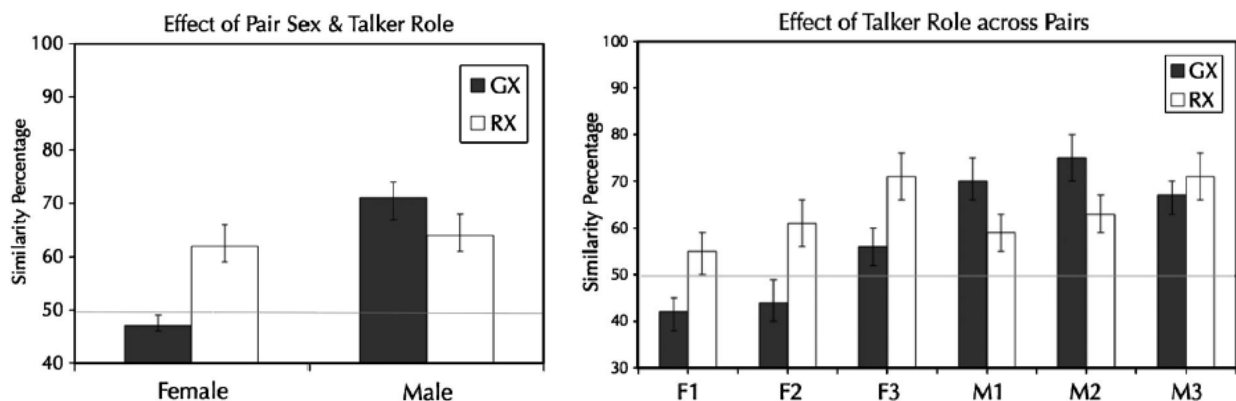 Effect of Pair Sex & Talker Role
Similarity Percentage
100
90
80
70
60
50
40
GX
RX
Female
Male
Effect of Talker Role across Pairs
Similarity Percentage
100
90
80
70
60
50
40
30
GX
RX
F1
F2
F3
M1
M2
M3